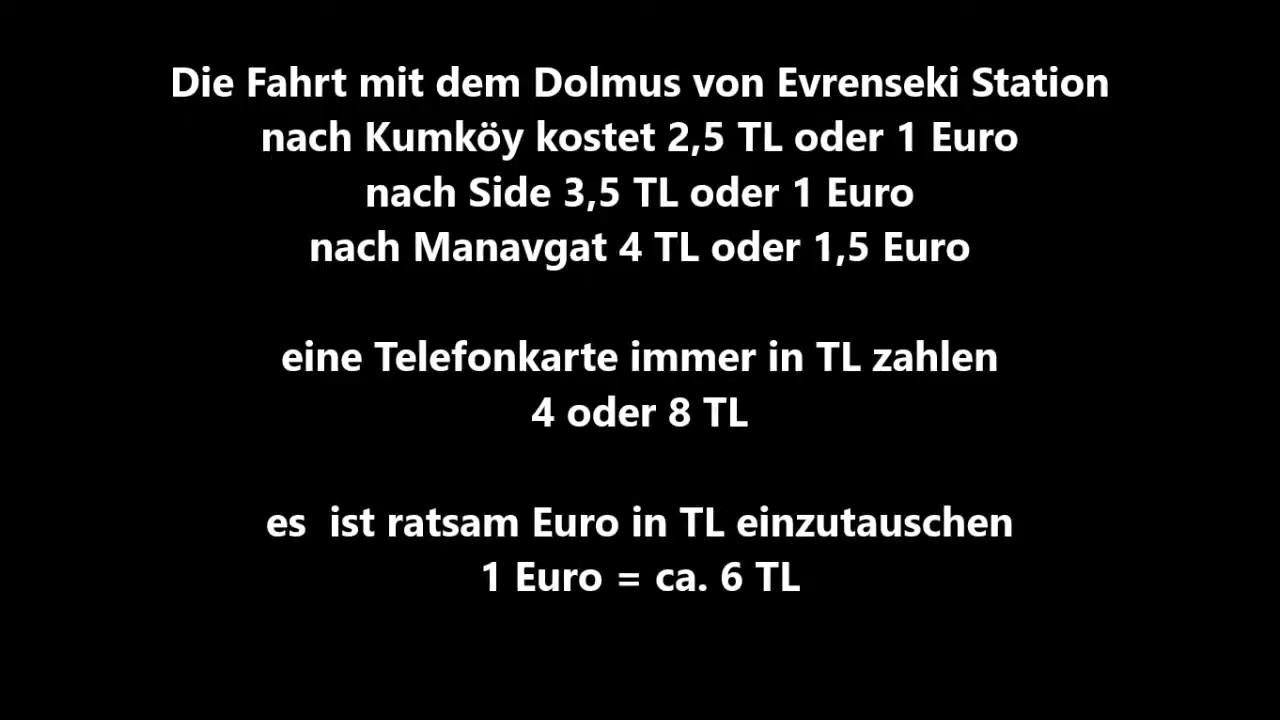 Die Fahrt mit dem Dolmus von Evrenseki Station
nach Kumköy kostet 2,5 TL oder 1 Euro
nach Side 3,5 TL oder 1 Euro
nach Manavgat 4 TL oder 1,5 Euro
eine Telefonkarte immer in TL zahlen
4 oder 8 TL
es  ist ratsam Euro in TL einzutauschen
1 Euro = ca. 6 TL